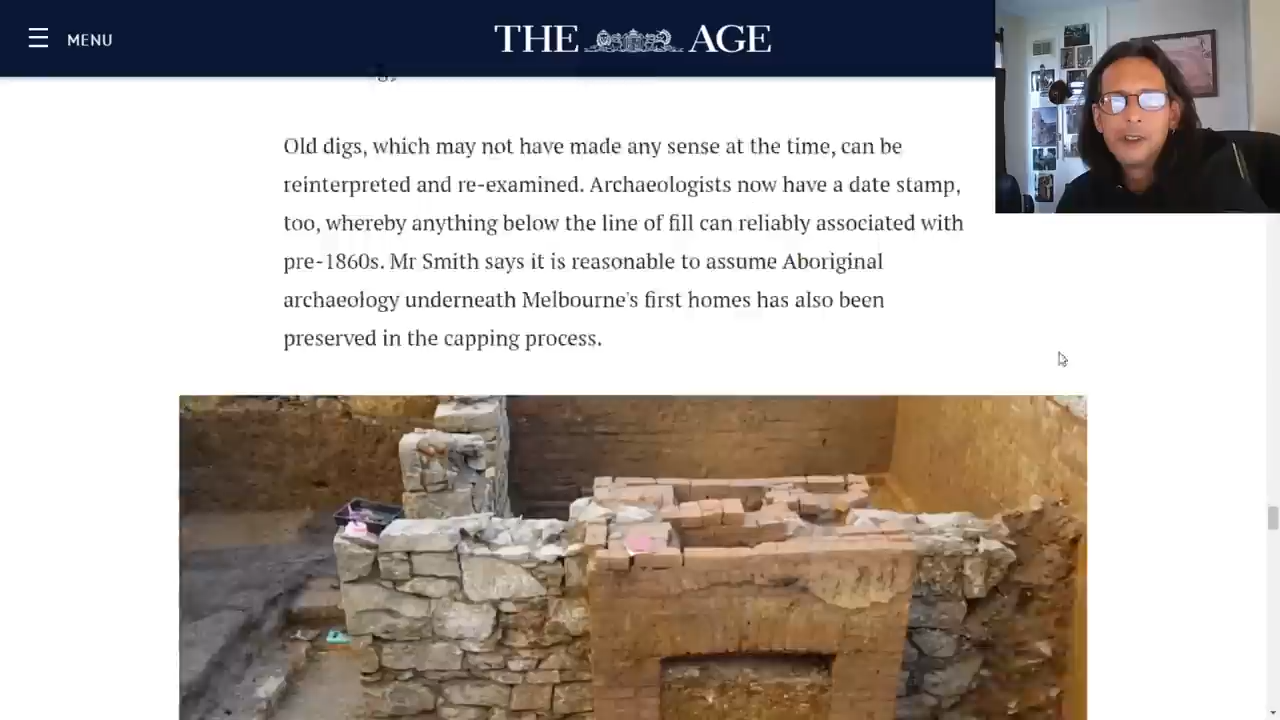 MENU
THE AGE
Old digs, which may not have made any sense at the time, can be
reinterpreted and re-examined. Archaeologists now have a date stamp,
too, whereby anything below the line of fill can reliably associated with
pre-1860s. Mr Smith says it is reasonable to assume Aboriginal
archaeology underneath Melbourne's first homes has also been
preserved in the capping process.